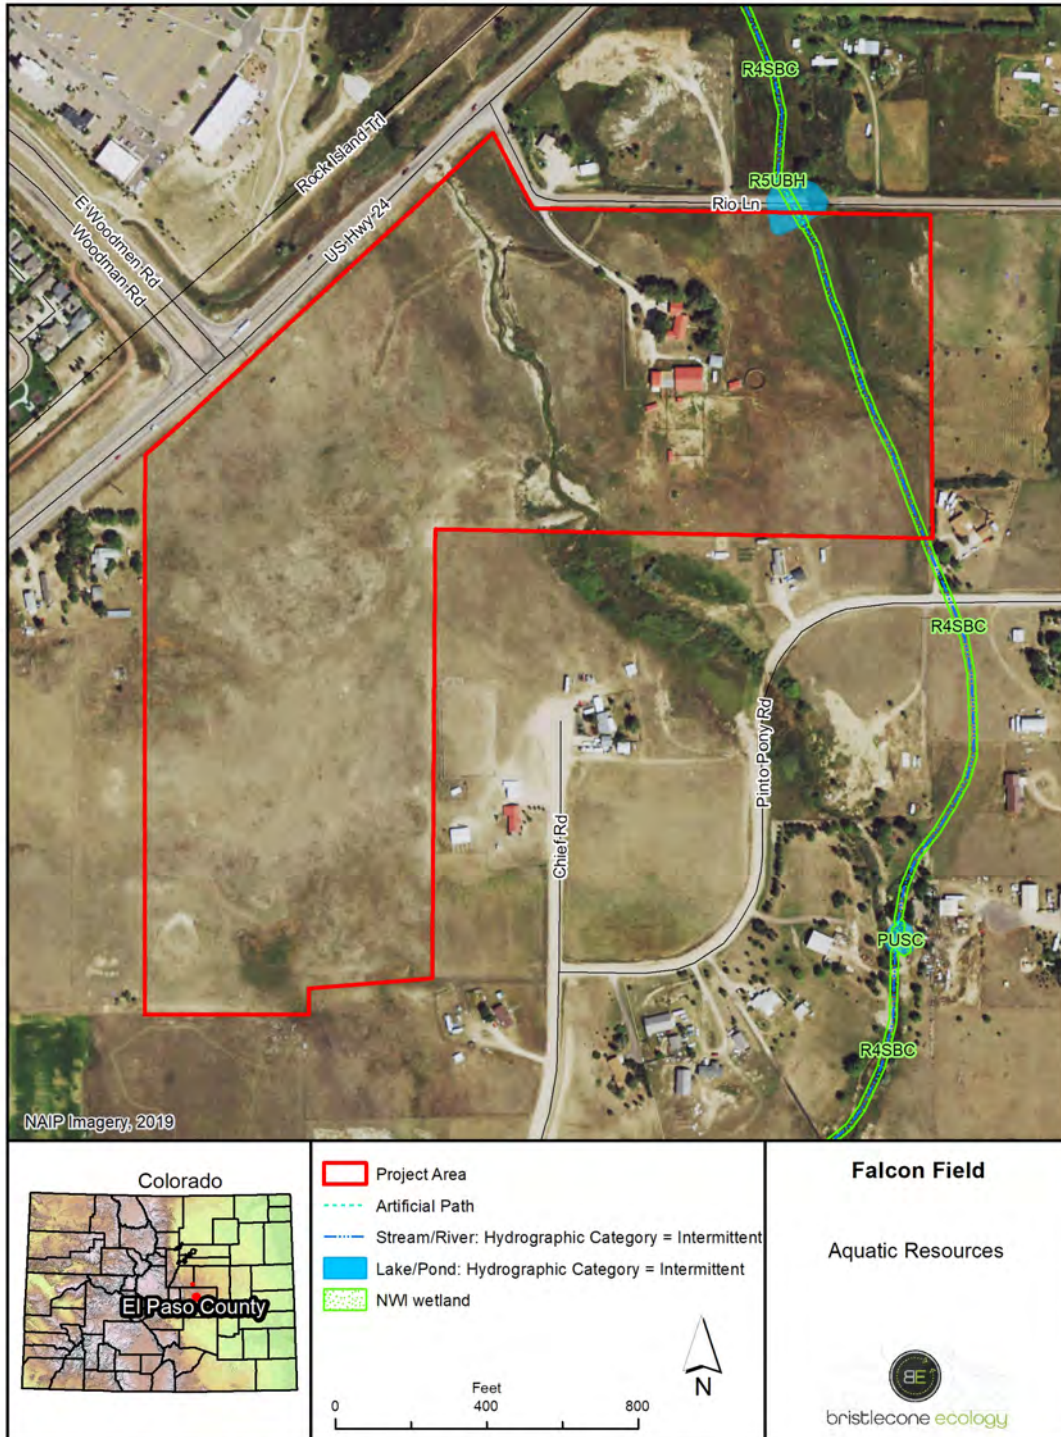 R4SBC
Rock Island Trl
E Woodmen Rd
Woodman Rd
US Hwy 24
R5UBH
Rio Ln
R4SBC
Pinto Pony Rd
Chief Rd
PUSC
R4SBC
NAIP Imagery, 2019
Colorado
El Paso County
Project Area
Artificial Path
Stream/River: Hydrographic Category = Intermittent
Lake/Pond: Hydrographic Category = Intermittent
NWI wetland
Feet
0 400 800
N
Falcon Field
Aquatic Resources
BE
bristlecone ecology